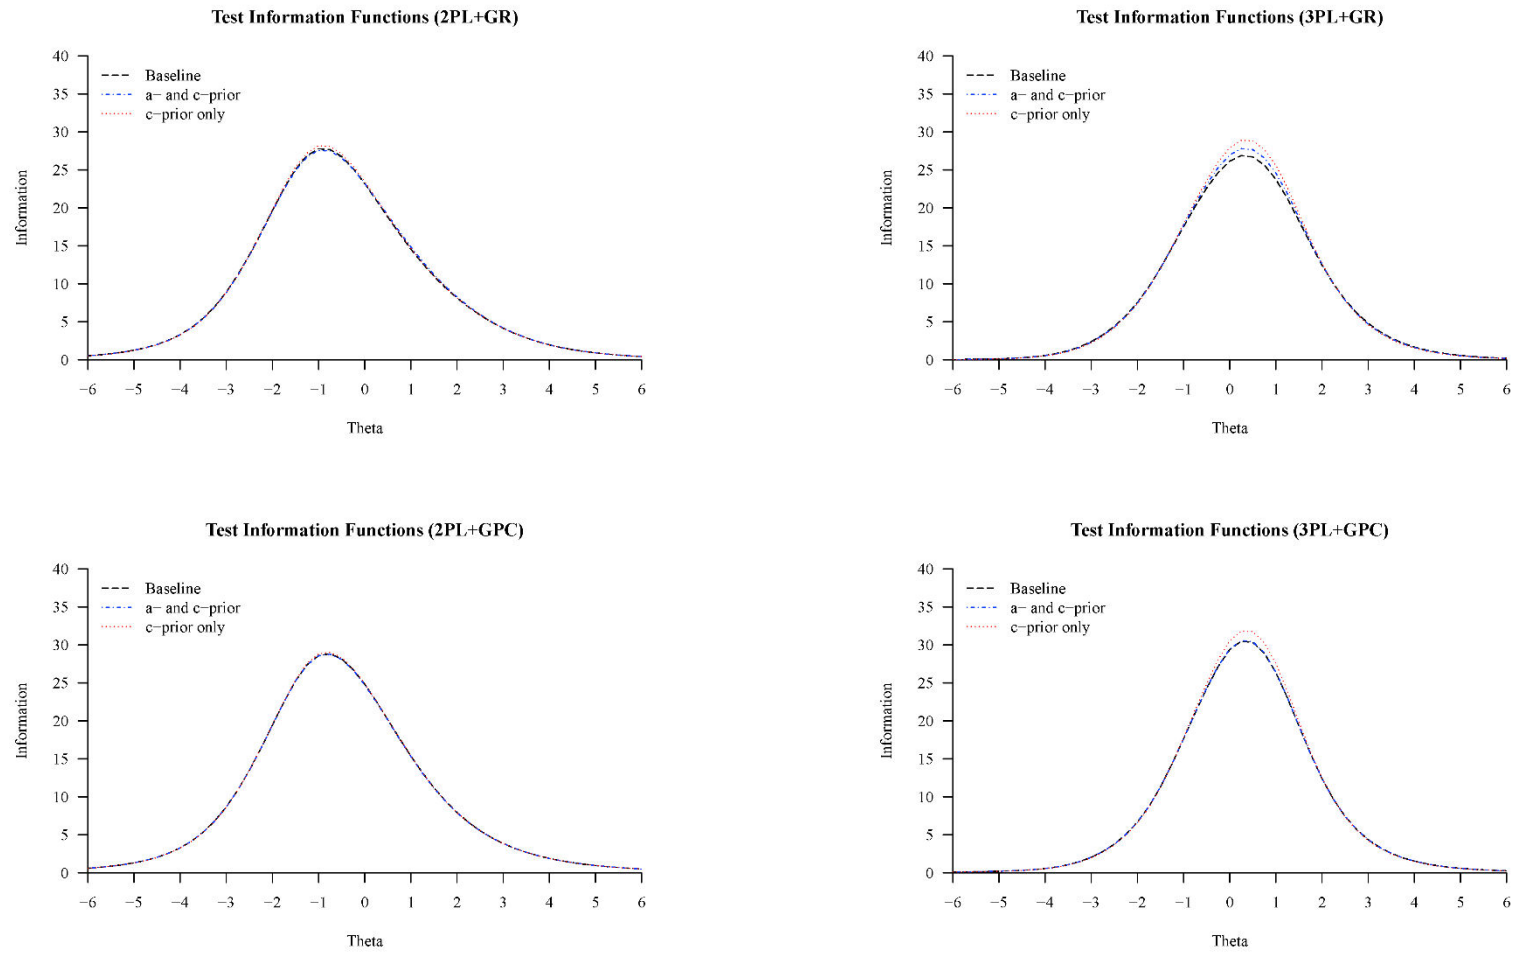 Test Information Functions (2PL+GR)
40
35
30
25
20
15
10
5
0
Information
Baseline
a− and c−prior
c−prior only
−6 −5 −4 −3 −2 −1 0 1 2 3 4 5 6
Theta
Test Information Functions (3PL+GR)
40
35
30
25
20
15
10
5
0
Information
Baseline
a− and c−prior
c−prior only
−6 −5 −4 −3 −2 −1 0 1 2 3 4 5 6
Theta
Test Information Functions (2PL+GPC)
40
35
30
25
20
15
10
5
0
Information
Baseline
a− and c−prior
c−prior only
−6 −5 −4 −3 −2 −1 0 1 2 3 4 5 6
Theta
Test Information Functions (3PL+GPC)
40
35
30
25
20
15
10
5
0
Information
Baseline
a− and c−prior
c−prior only
−6 −5 −4 −3 −2 −1 0 1 2 3 4 5 6
Theta